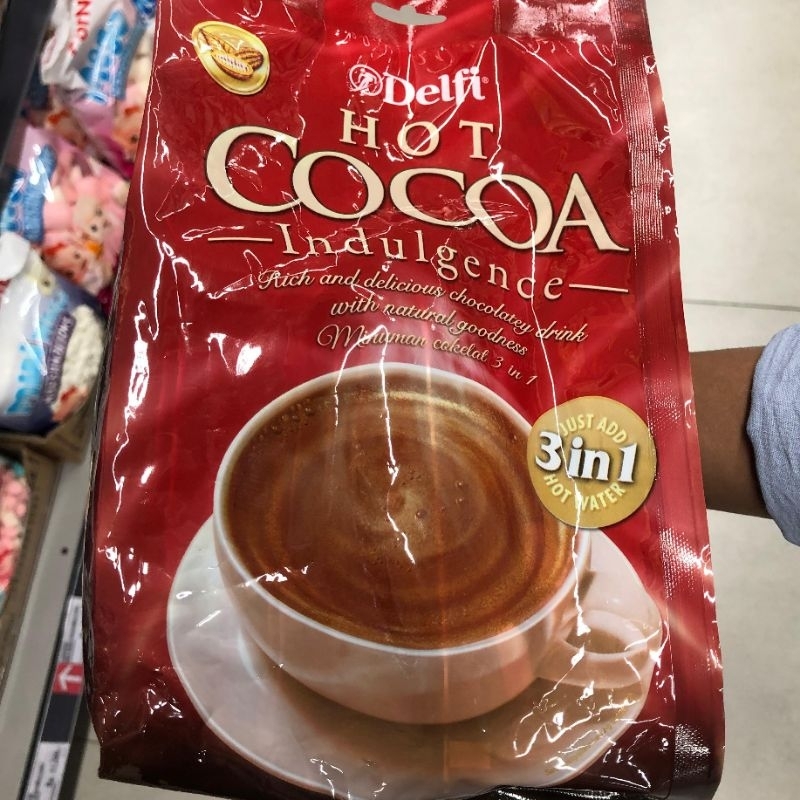 Delfi
HOT
COCOA
Indulgence
Rich and delicious chocolatey drink
with natural goodness
Minuman cokelat 3 in 1
JUST ADD
3 in 1
HOT WATER